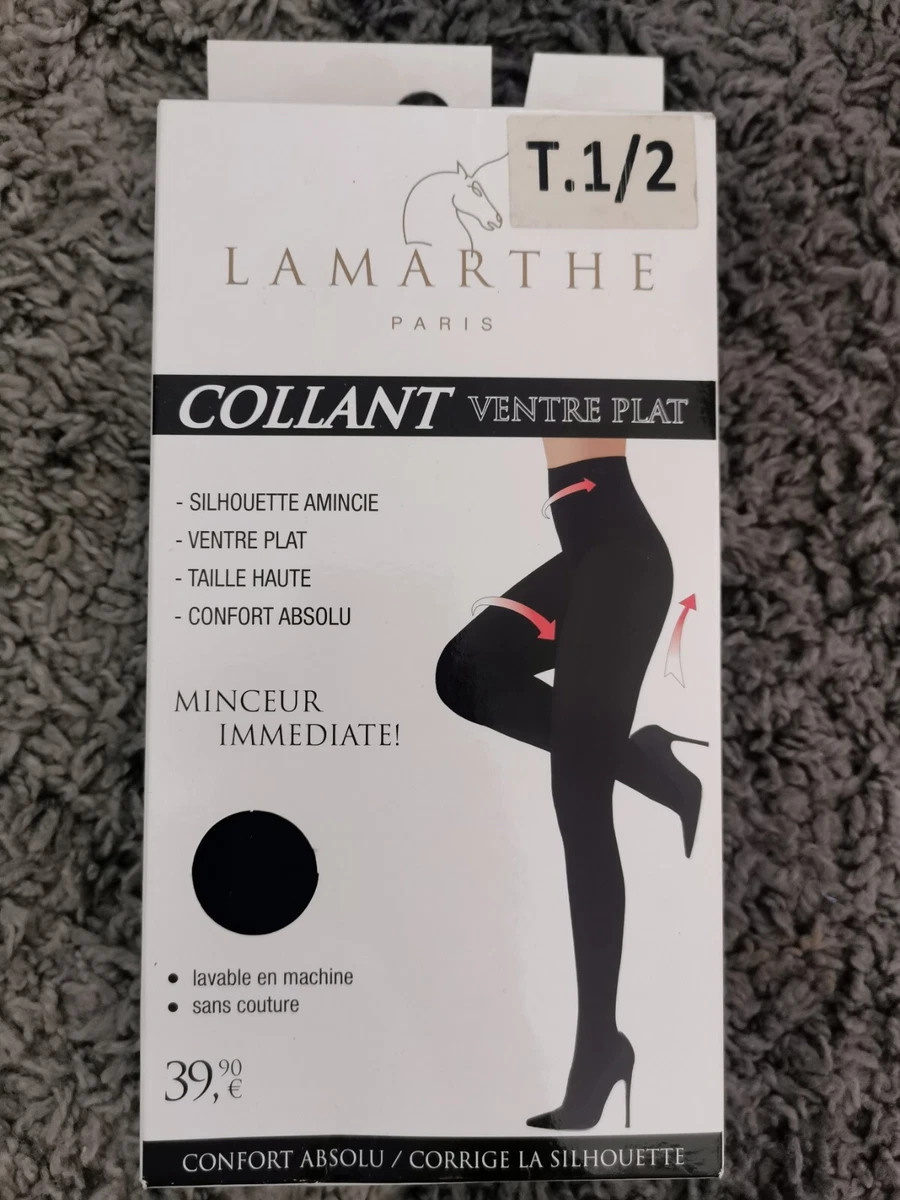 T.1/2
LAMARTHE
PARIS
COLLANT VENTRE PLAT
- SILHOUETTE AMINCIE
- VENTRE PLAT
- TAILLE HAUTE
- CONFORT ABSOLU
MINCEUR
IMMEDIATE!
• lavable en machine
• sans couture
39,90 €
CONFORT ABSOLU / CORRIGE LA SILHOUETTE